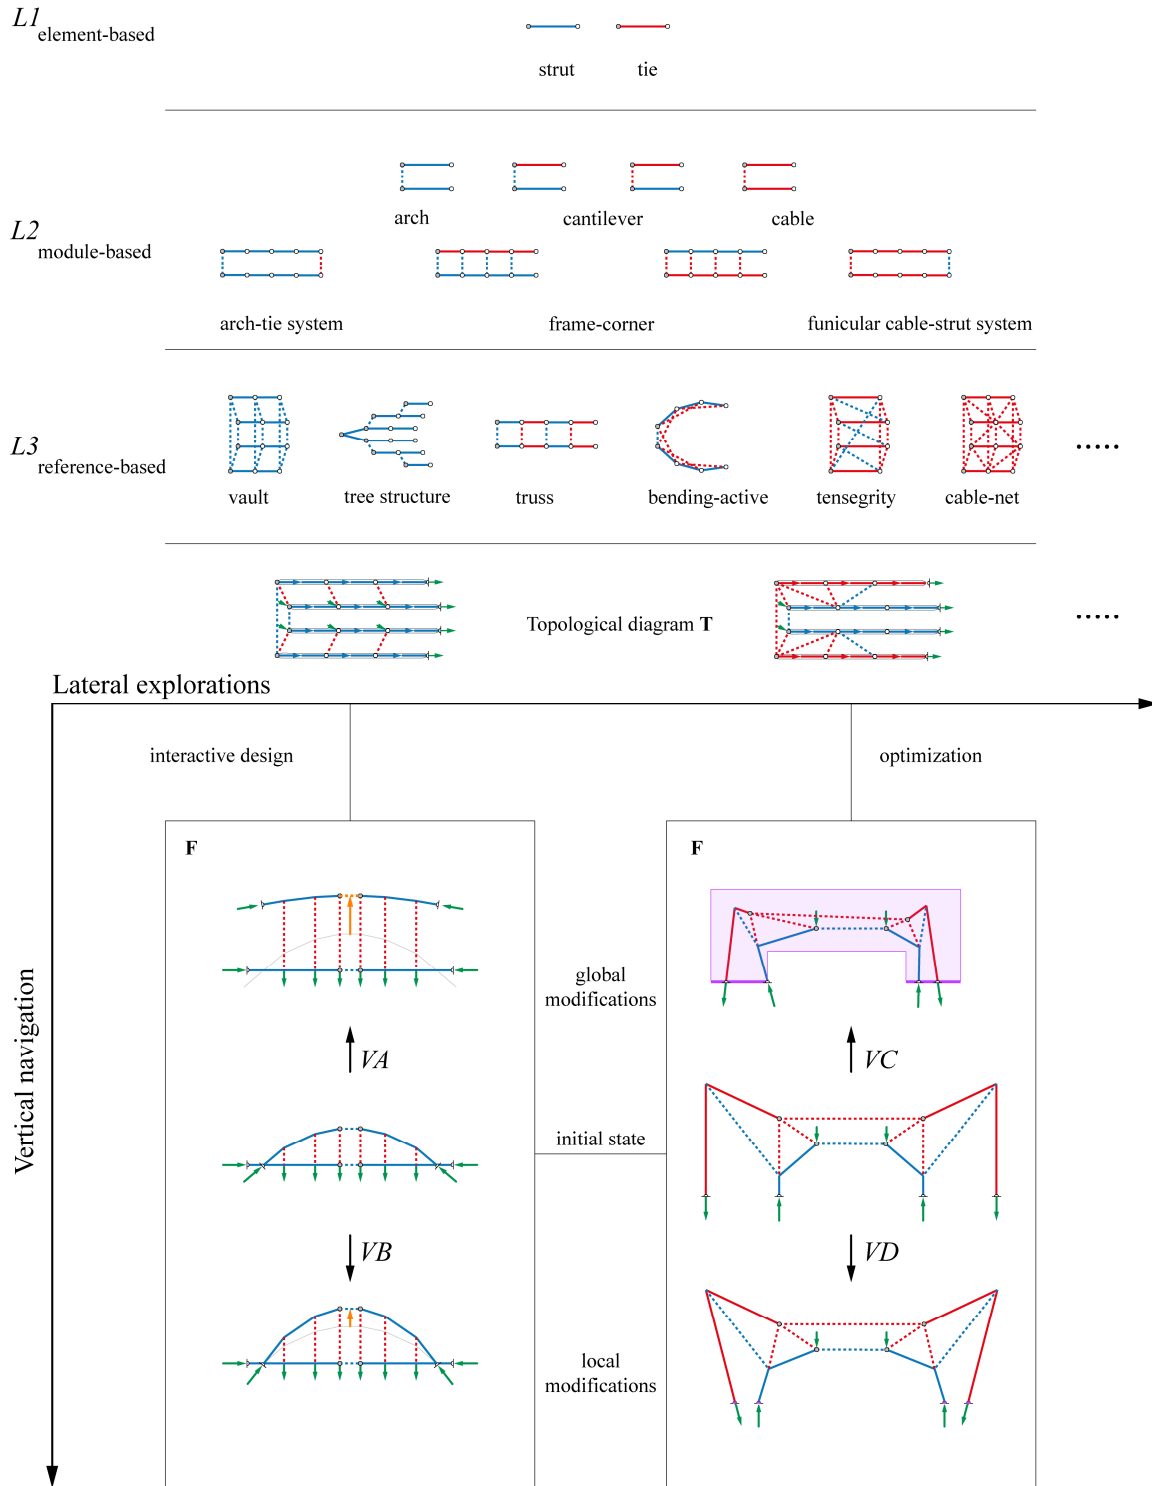 L1 element-based
strut tie
arch cantilever cable
L2 module-based
arch-tie system frame-corner funicular cable-strut system
L3 reference-based
vault tree structure truss bending-active tensegrity cable-net
.....
Topological diagram T
.....
Lateral explorations
interactive design optimization
F F
global
modifications
VA VC
Vertical navigation
initial state
VB VD
local
modifications